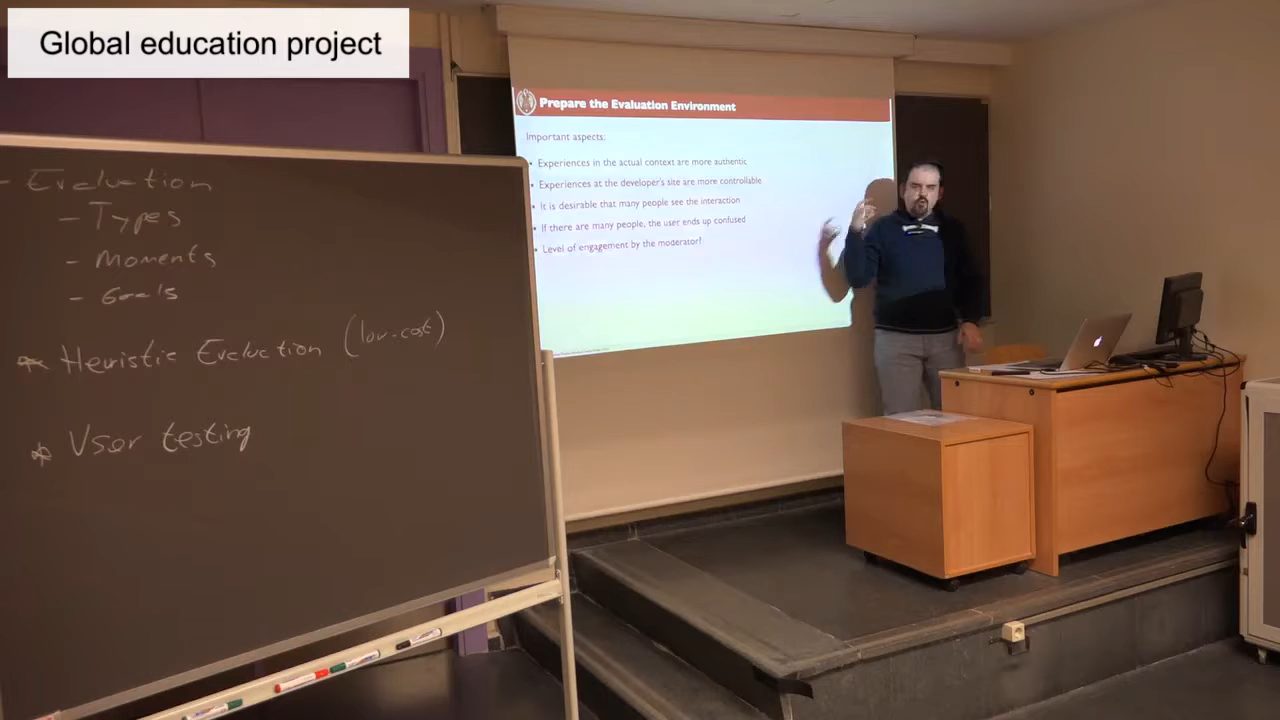 Global education project
Prepare the Evaluation Environment
Important aspects:
• Experiences in the actual context are more authentic
• Experiences at the developer's site are more controllable
• It is desirable that many people see the interaction
• If there are many people, the user ends up confused
• Level of engagement by the moderator?
- Evaluation
- Types
- Moments
- Goals
* Heuristic Evaluation (low-cost)
* User testing